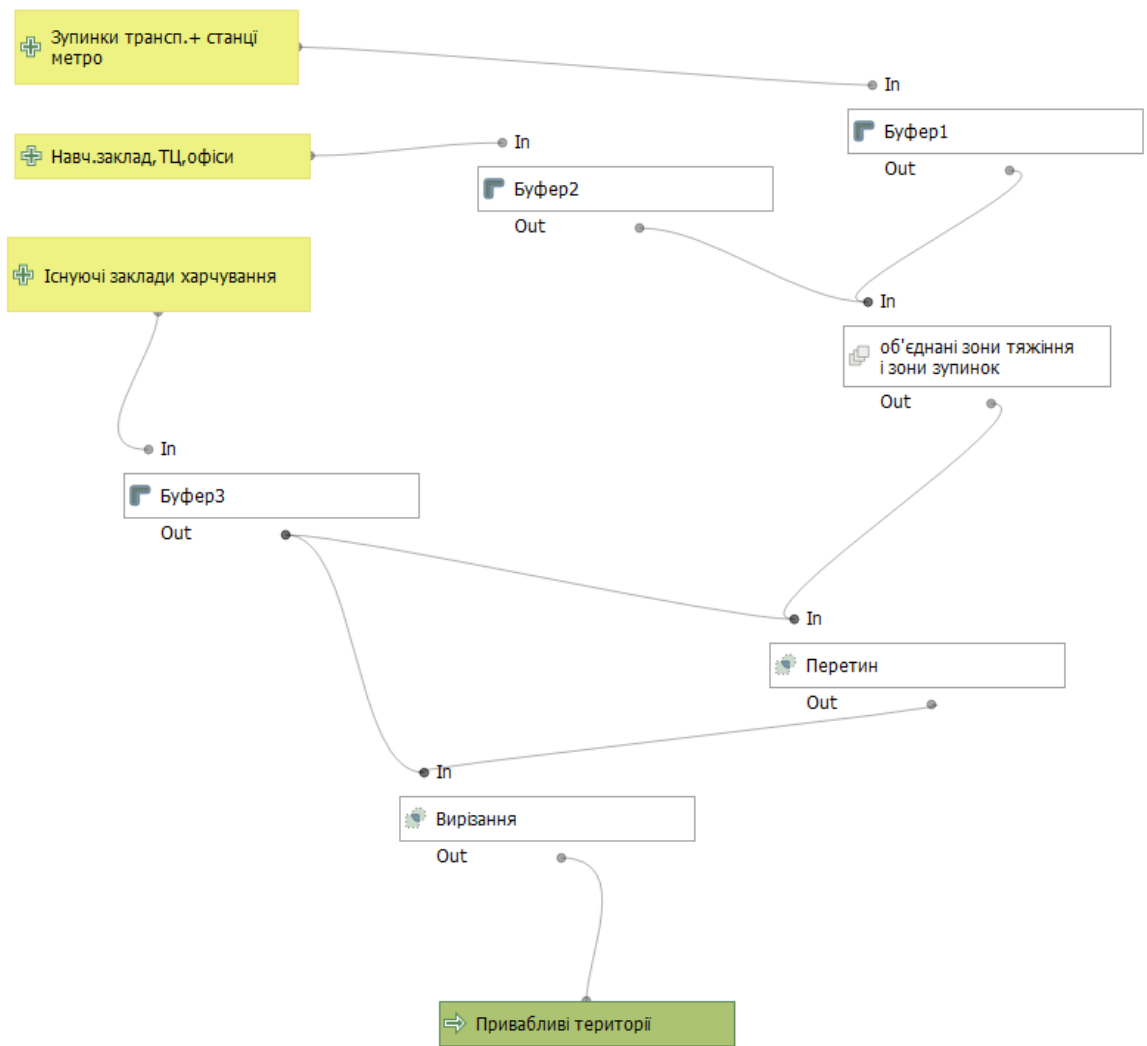 Зупинки трансп.+ станцї
метро
In
Буфер1
Out
Навч.заклад,ТЦ,офіси
In
Буфер2
Out
Існуючі заклади харчування
In
об'єднані зони тяжіння
і зони зупинок
Out
In
Буфер3
Out
In
Перетин
Out
In
Вирізання
Out
Привабливі території